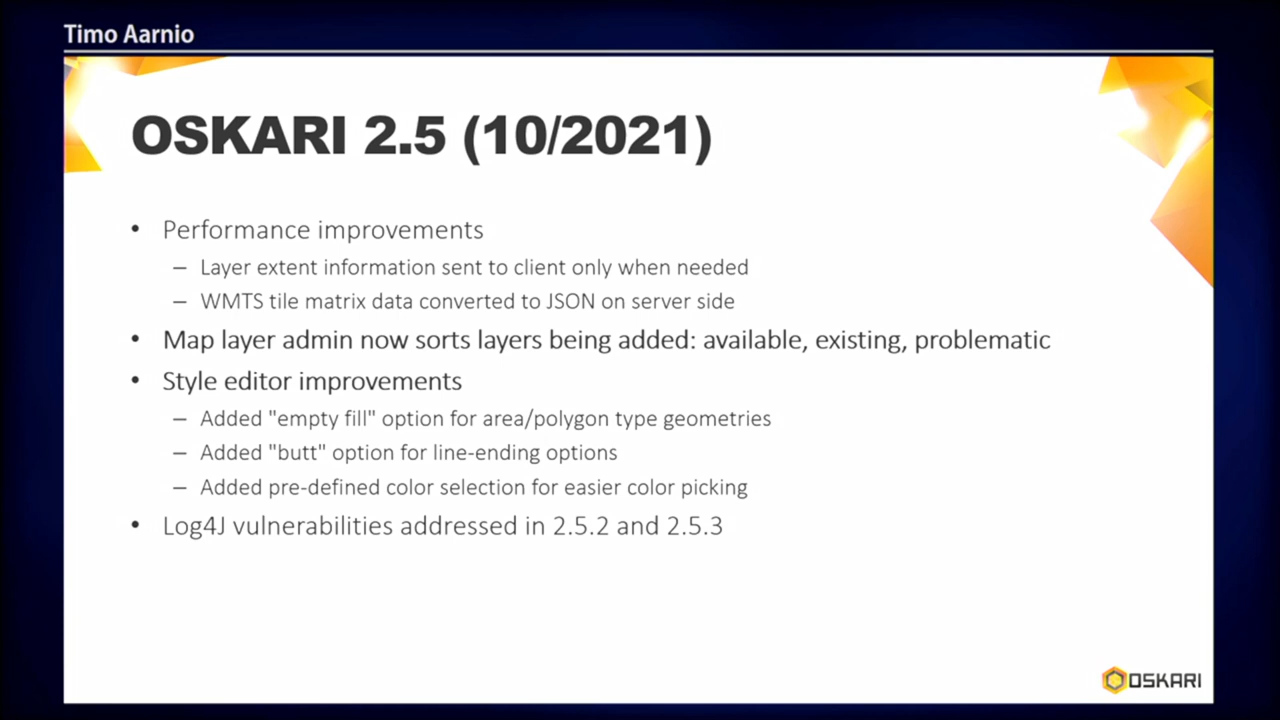 Timo Aarnio
OSKARI 2.5 (10/2021)
• Performance improvements
– Layer extent information sent to client only when needed
– WMTS tile matrix data converted to JSON on server side
• Map layer admin now sorts layers being added: available, existing, problematic
• Style editor improvements
– Added "empty fill" option for area/polygon type geometries
– Added "butt" option for line-ending options
– Added pre-defined color selection for easier color picking
• Log4J vulnerabilities addressed in 2.5.2 and 2.5.3
OSKARI